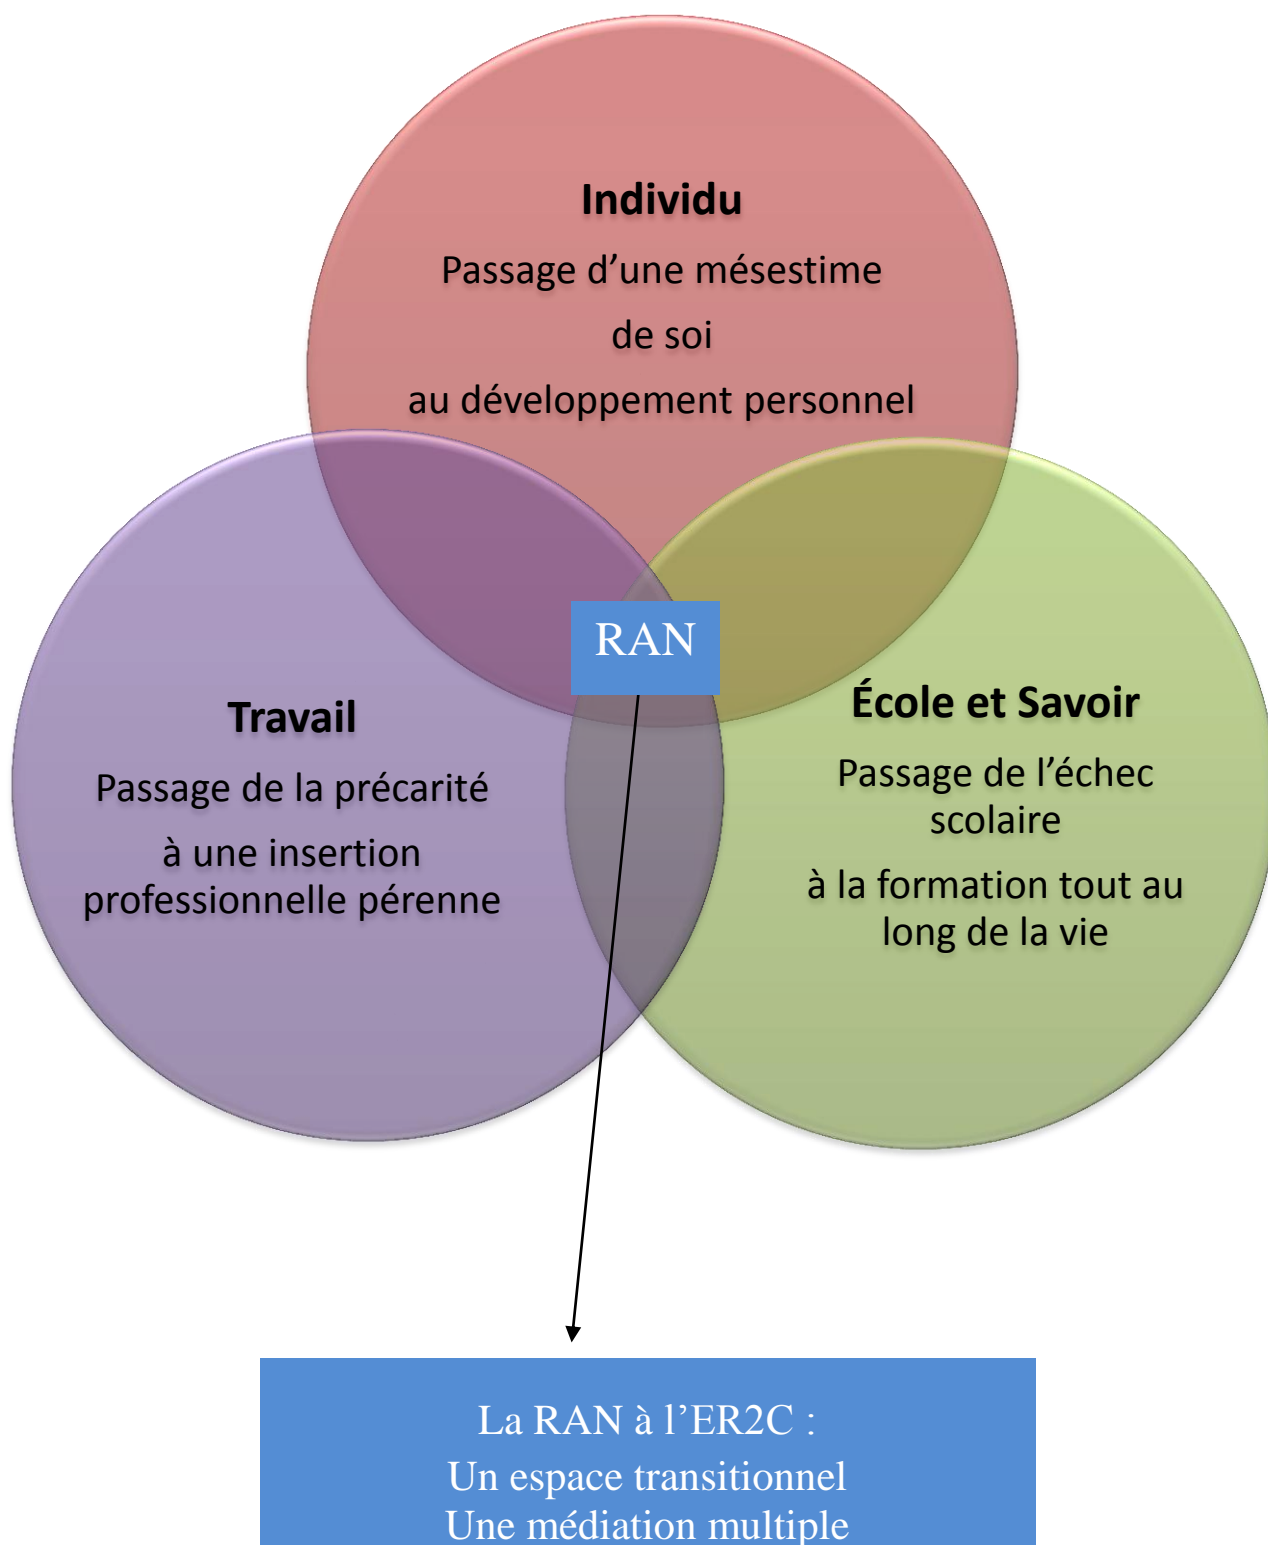 Individu
Passage d’une mésestime
de soi
au développement personnel
RAN
Travail
Passage de la précarité
à une insertion
professionnelle pérenne
École et Savoir
Passage de l’échec
scolaire
à la formation tout au
long de la vie
La RAN à l’ER2C :
Un espace transitionnel
Une médiation multiple